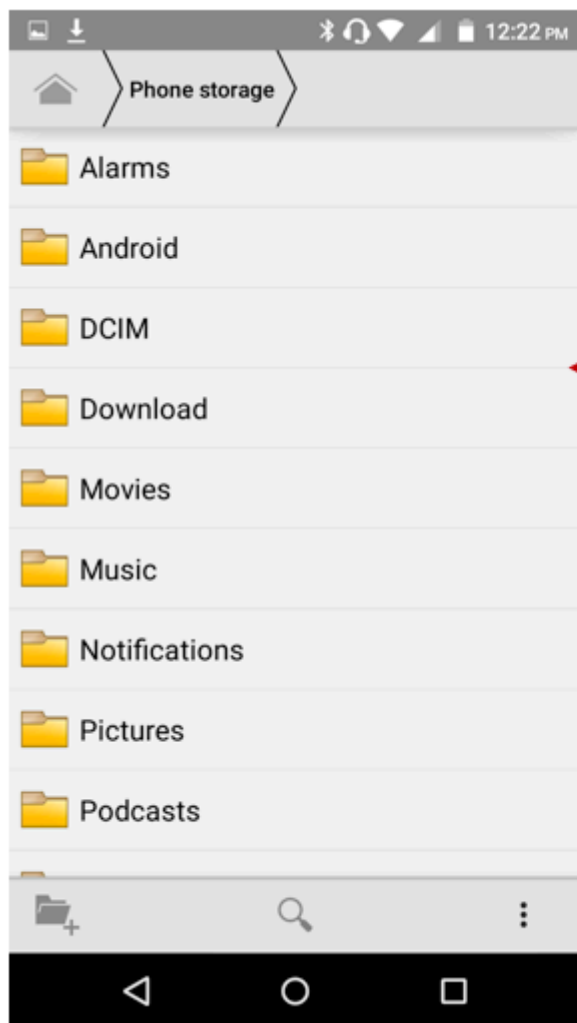 12:22 PM
Phone storage
Alarms
Android
DCIM
Download
Movies
Music
Notifications
Pictures
Podcasts